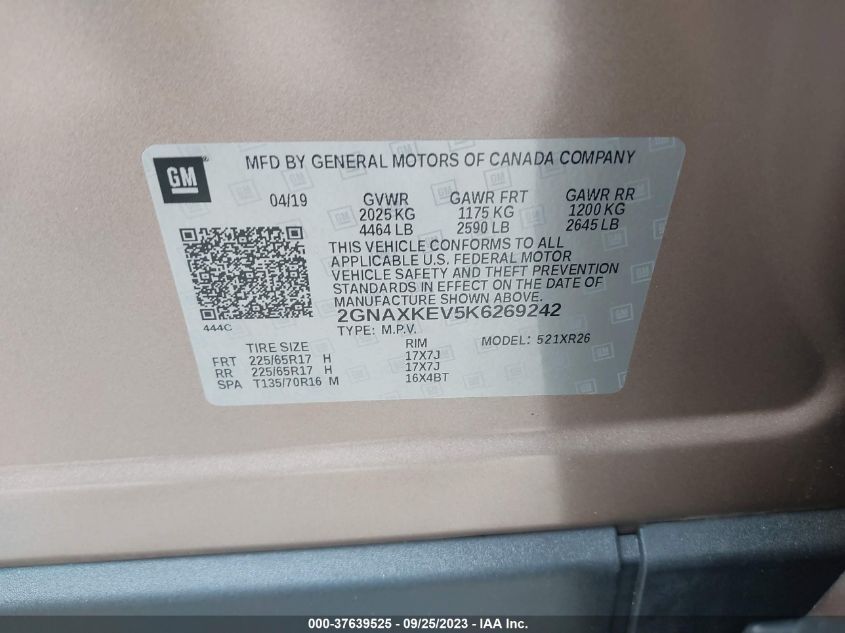 GM®
MFD BY GENERAL MOTORS OF CANADA COMPANY
04/19 GVWR GAWR FRT GAWR RR
2025 KG 1175 KG 1200 KG
4464 LB 2590 LB 2645 LB
THIS VEHICLE CONFORMS TO ALL
APPLICABLE U.S. FEDERAL MOTOR
VEHICLE SAFETY AND THEFT PREVENTION
STANDARDS IN EFFECT ON THE DATE OF
MANUFACTURE SHOWN ABOVE.
444C
2GNAXKEV5K6269242
TYPE: M.P.V. MODEL: 521XR26
TIRE SIZE RIM
FRT 225/65R17 H 17X7J
RR 225/65R17 H 17X7J
SPA T135/70R16 M 16X4BT
000-37639525 - 09/25/2023 - © IAA Inc.